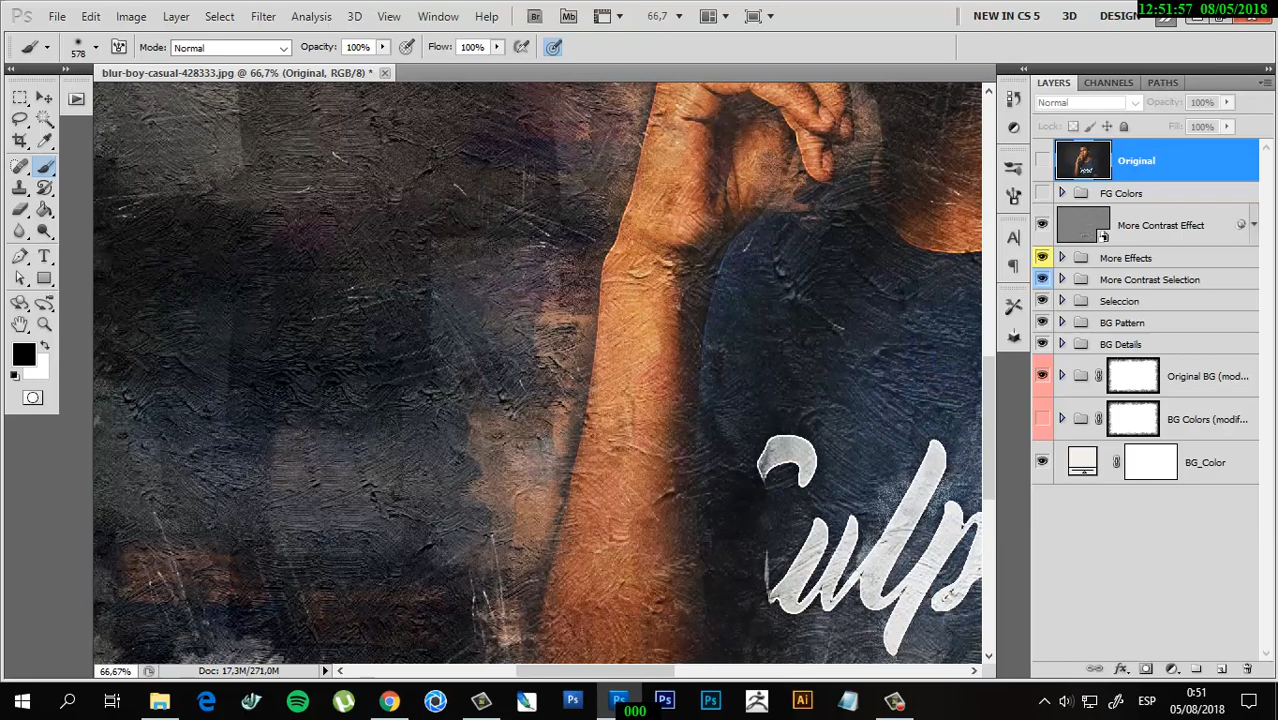 12:51:57 08/05/2018
Ps File Edit Image Layer Select Filter Analysis 3D View Window Help Br Mb 66,7 NEW IN CS 5 3D DESIGN
578 Mode: Normal Opacity: 100% Flow: 100%
blur-boy-casual-428333.jpg @ 66,7% (Original, RGB/8) *
LAYERS CHANNELS PATHS
Normal Opacity: 100%
Lock: Fill: 100%
Original
FG Colors
More Contrast Effect
More Effects
More Contrast Selection
Seleccion
BG Pattern
BG Details
Original BG (mod...
BG Colors (modif...
BG_Color
66,67% Doc: 17.3M/271.0M
ESP 0:51
05/08/2018
000